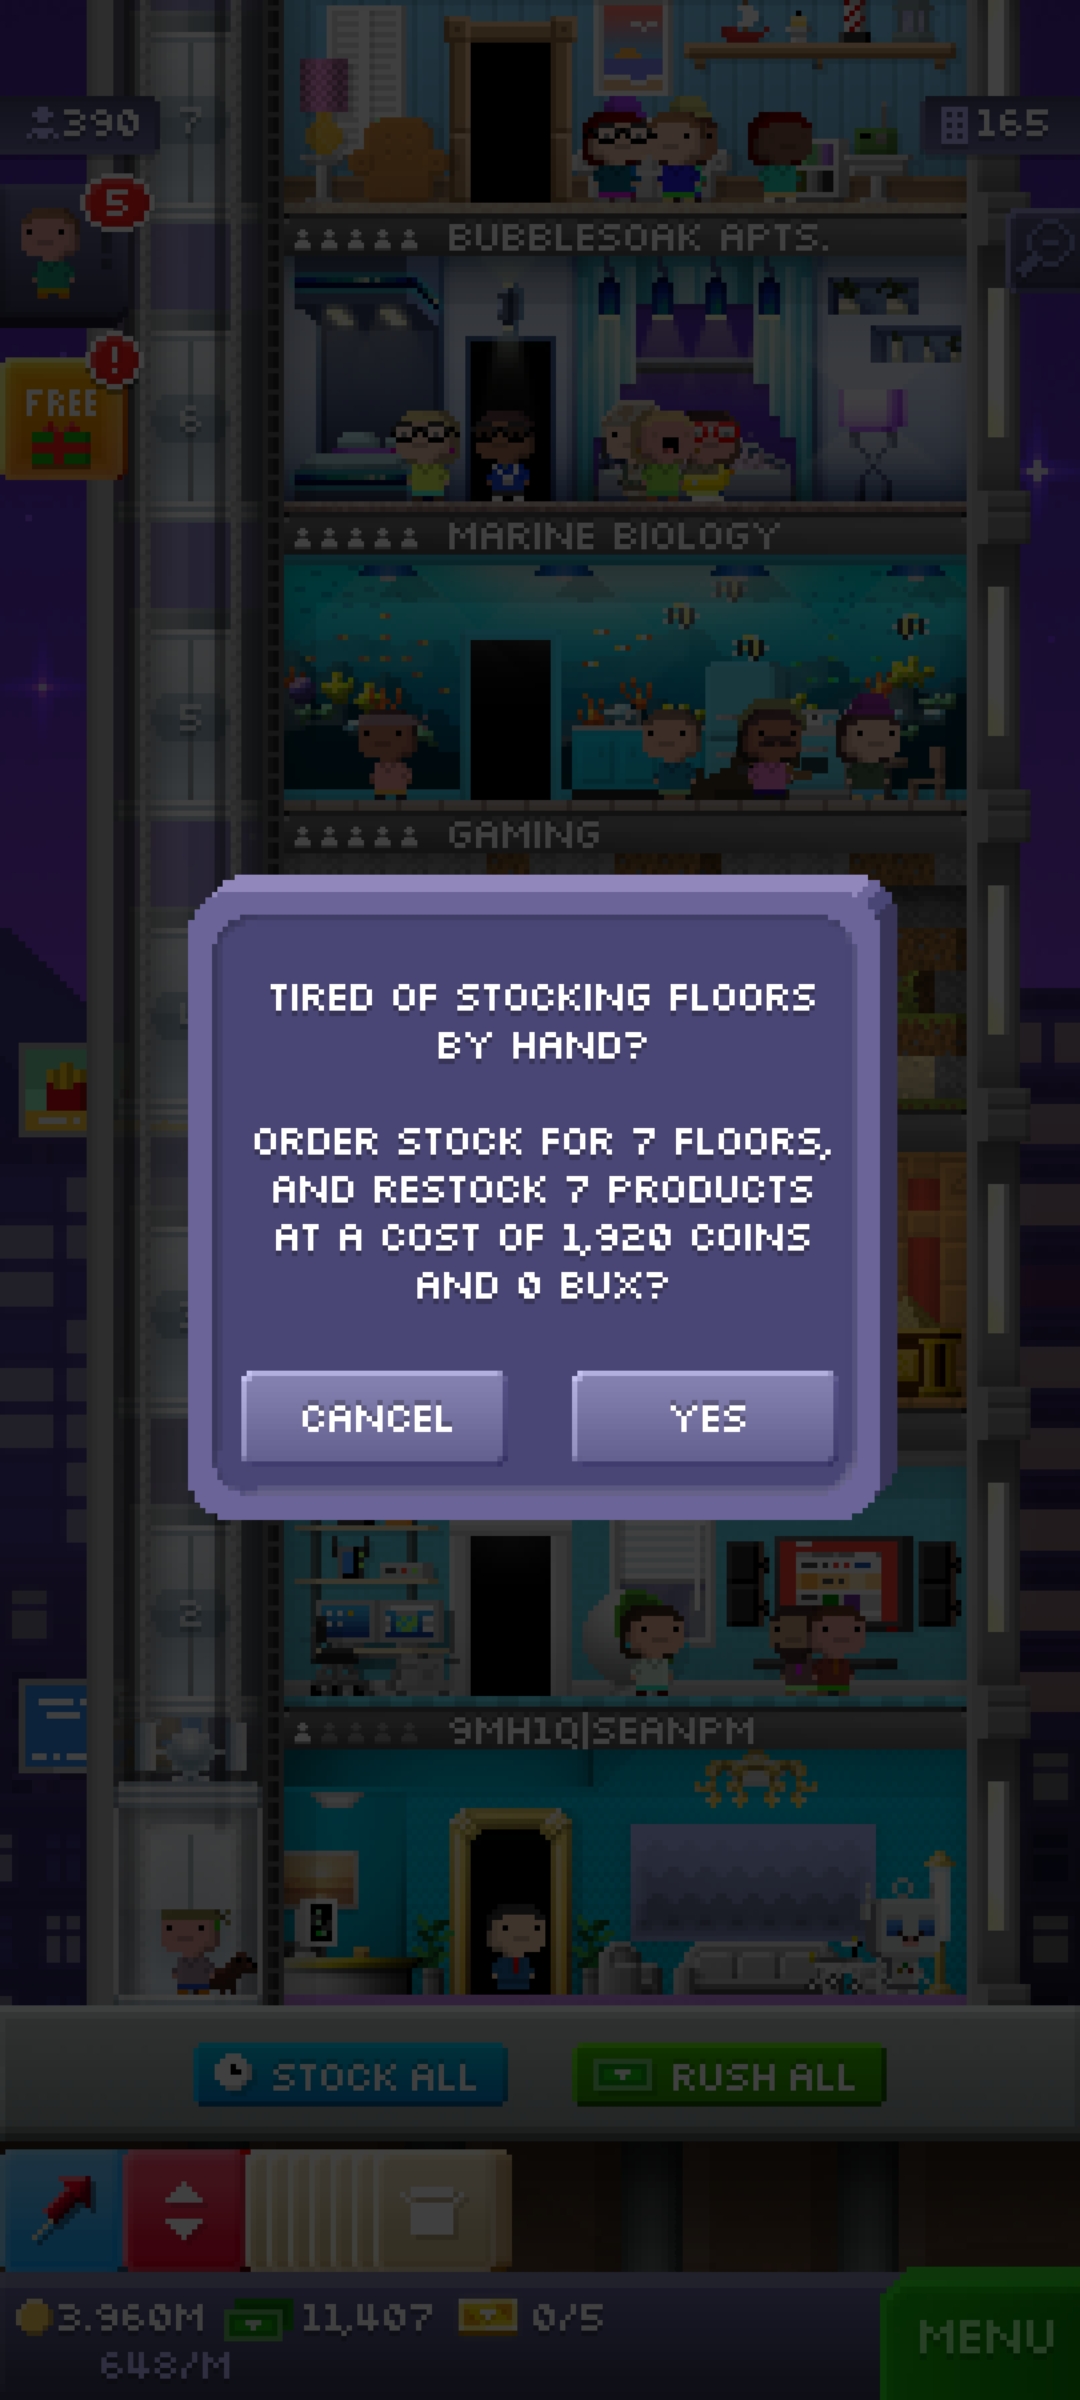 390
7
165
5
BUBBLESOAK APTS.
!
FREE
6
MARINE BIOLOGY
5
GAMING
TIRED OF STOCKING FLOORS
BY HAND?
ORDER STOCK FOR 7 FLOORS,
AND RESTOCK 7 PRODUCTS
AT A COST OF 1,920 COINS
AND 0 BUX?
CANCEL
YES
2
9MH1Q|SEANPM
STOCK ALL
RUSH ALL
3.960M
11,407
0/5
648/M
MENU